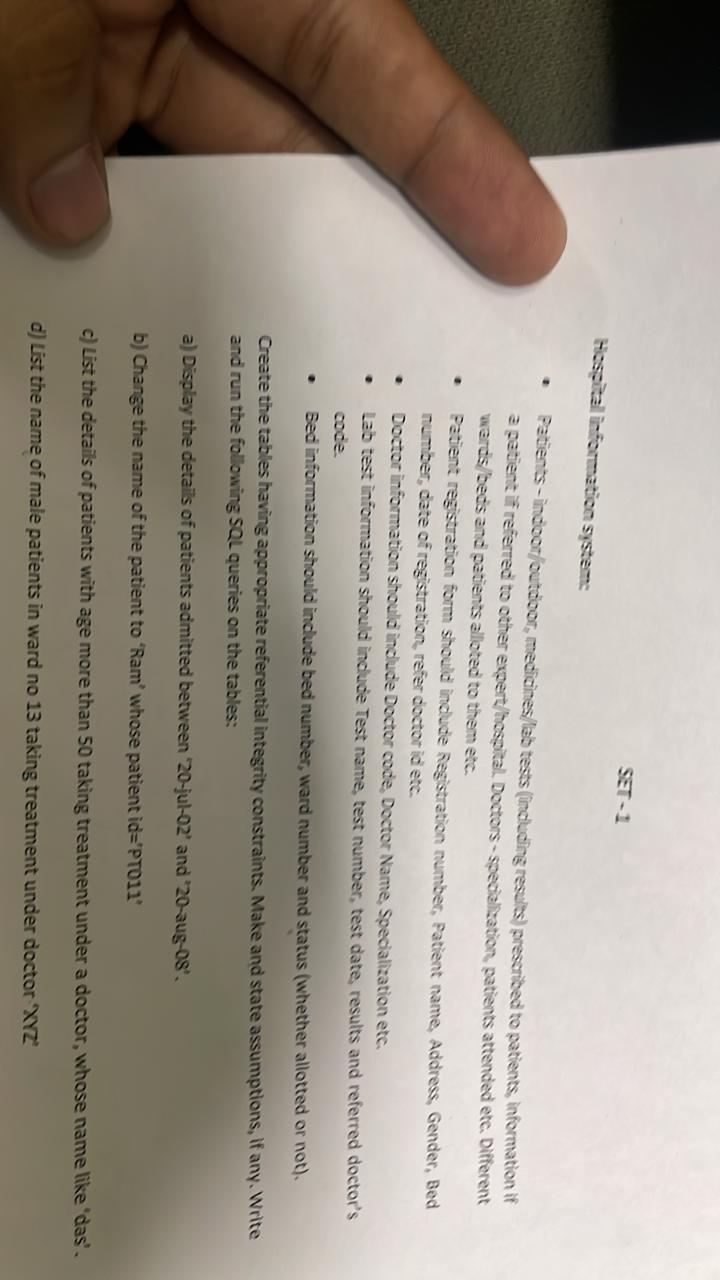 SET - 1
Hospital information system:
• Patients - indoor/outdoor, medicines/lab tests (including results) prescribed to patients, information if
a patient if referred to other expert/hospital. Doctors - specialization, patients attended etc. Different
wards/beds and patients alloted to them etc.
• Patient registration form should include Registration number, Patient name, Address, Gender, Bed
number, date of registration, refer doctor id etc.
• Doctor information should include Doctor code, Doctor Name, Specialization etc.
• Lab test information should include Test name, test number, test date, results and referred doctor's
code.
• Bed information should include bed number, ward number and status (whether allotted or not).
Create the tables having appropriate referential integrity constraints. Make and state assumptions, if any. Write
and run the following SQL queries on the tables:
a) Display the details of patients admitted between '20-jul-02' and '20-aug-08'.
b) Change the name of the patient to 'Ram' whose patient id='PT011'
c) List the details of patients with age more than 50 taking treatment under a doctor, whose name like 'das'.
d) List the name of male patients in ward no 13 taking treatment under doctor 'XYZ'